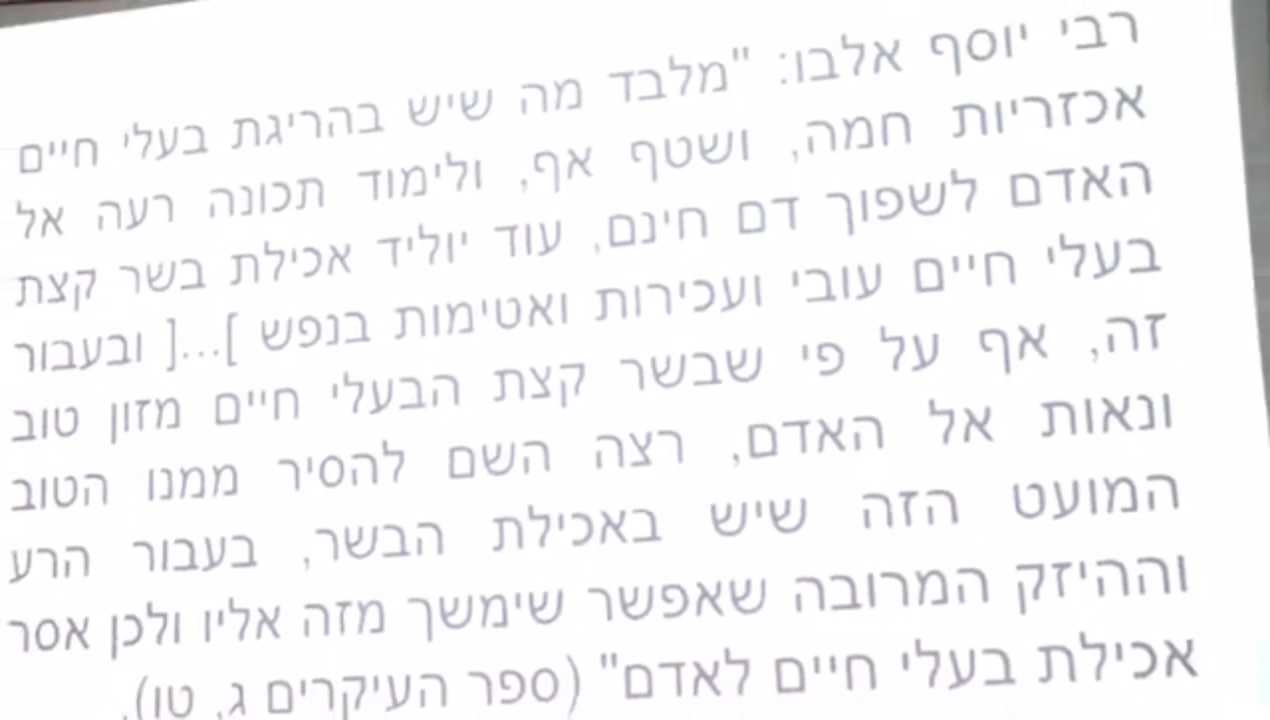 רבי יוסף אלבו: "מלבד מה שיש בהריגת בעלי חיים
אכזריות חמה, ושטף אף, ולימוד תכונה רעה אל
האדם לשפוך דם חינם, עוד יוליד אכילת בשר קצת
בעלי חיים עובי ועכירות ואטימות בנפש ]...[ ובעבור
זה, אף על פי שבשר קצת הבעלי חיים מזון טוב
ונאות אל האדם, רצה השם להסיר ממנו הטוב
המועט הזה שיש באכילת הבשר, בעבור הרע
וההיזק המרובה שאפשר שימשך מזה אליו ולכן אסר
אכילת בעלי חיים לאדם" (ספר העיקרים ג, טו).